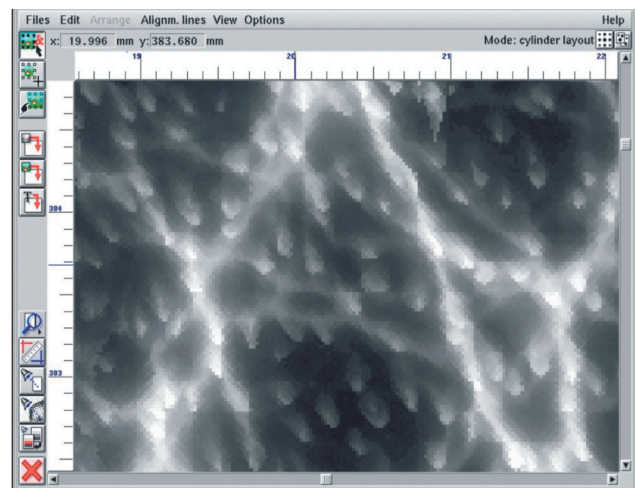 Files Edit Arrange Alignm. lines View Options Help
x: 19.996 mm y: 383.680 mm Mode: cylinder layout
19 20 21 22
384
383